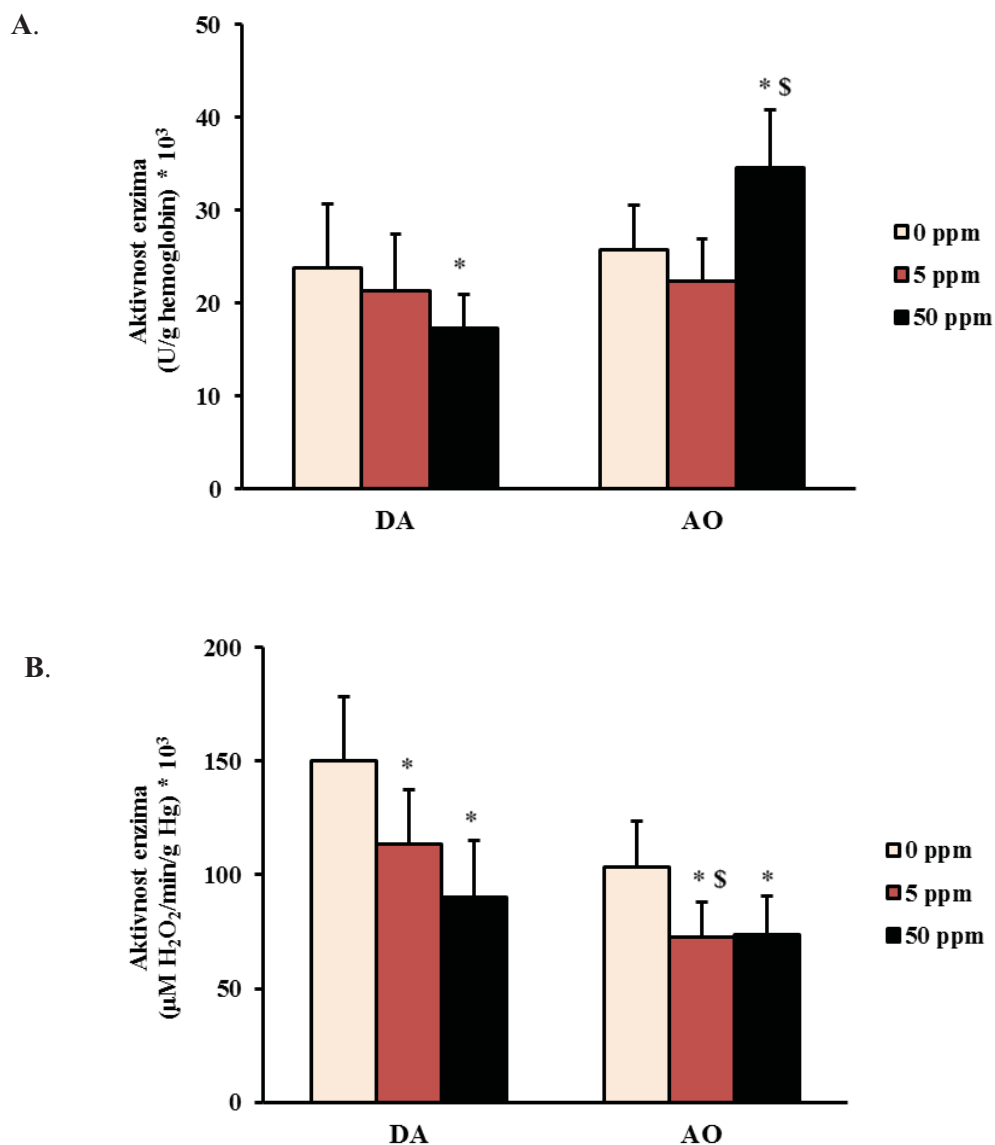 A.
50
40
30
20
10
0
Aktivnost enzima
(U/g hemoglobin) * 10³
*
* $
DA
AO
0 ppm
5 ppm
50 ppm
B.
200
150
100
50
0
Aktivnost enzima
(µM H₂O₂/min/g Hg) * 10³
*
*
* $
*
DA
AO
0 ppm
5 ppm
50 ppm